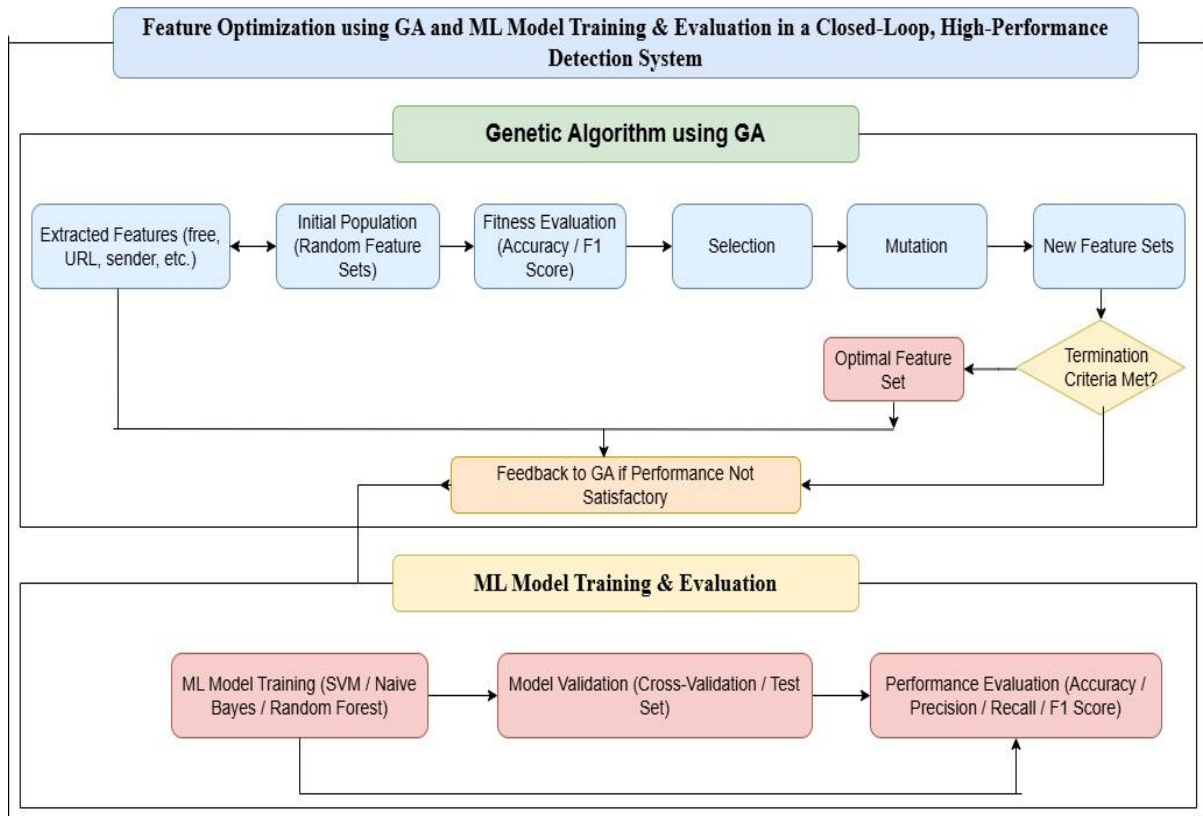 Feature Optimization using GA and ML Model Training & Evaluation in a Closed-Loop, High-Performance
Detection System
Genetic Algorithm using GA
Extracted Features (free,
URL, sender, etc.)
Initial Population
(Random Feature
Sets)
Fitness Evaluation
(Accuracy / F1
Score)
Selection
Mutation
New Feature Sets
Optimal Feature
Set
Termination
Criteria Met?
Feedback to GA if Performance Not
Satisfactory
ML Model Training & Evaluation
ML Model Training (SVM / Naive
Bayes / Random Forest)
Model Validation (Cross-Validation / Test
Set)
Performance Evaluation (Accuracy /
Precision / Recall / F1 Score)